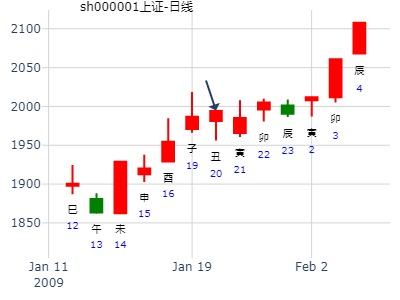 sh000001上证-日线
2100
2050
2000
1950
1900
1850
巳
12
午
13
未
14
申
15
酉
16
子
19
丑
20
寅
21
卯
22
辰
23
寅
2
卯
3
辰
4
Jan 11
2009
Jan 19
Feb 2